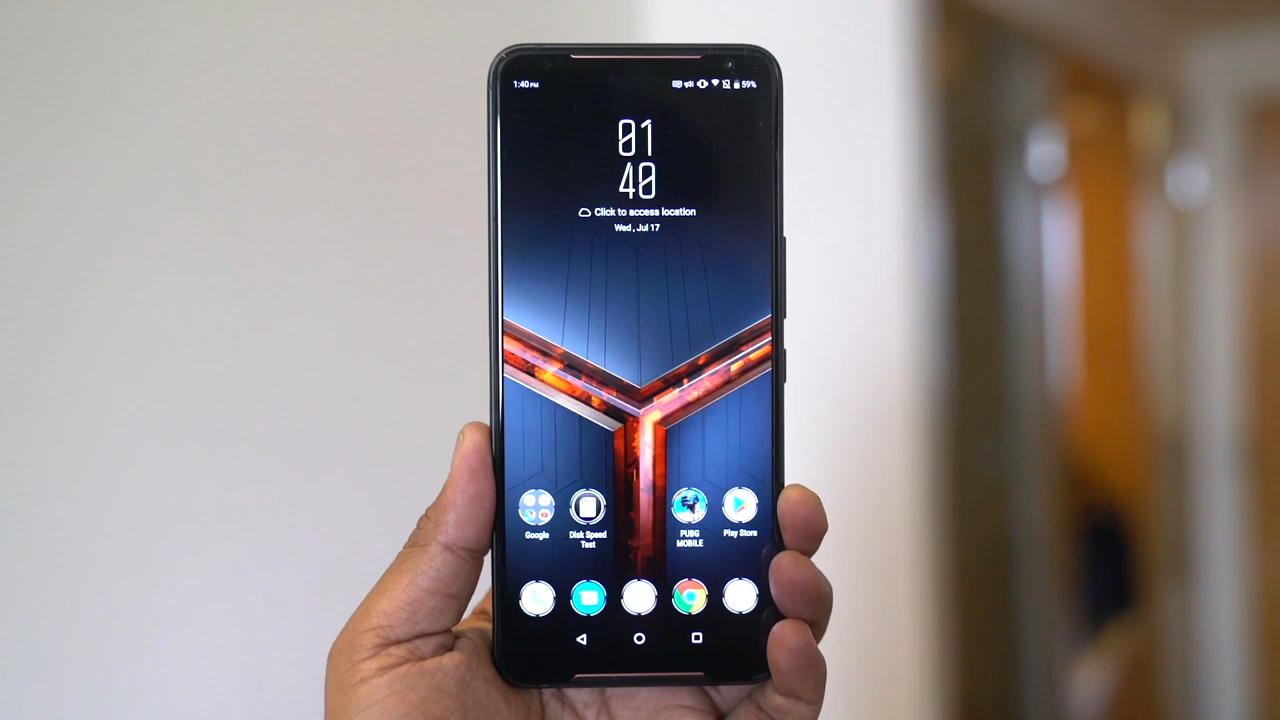 1:40 PM
59%
01
40
Click to access location
Wed , Jul 17
Google
Disk Speed
Test
PUBG
MOBILE
Play Store